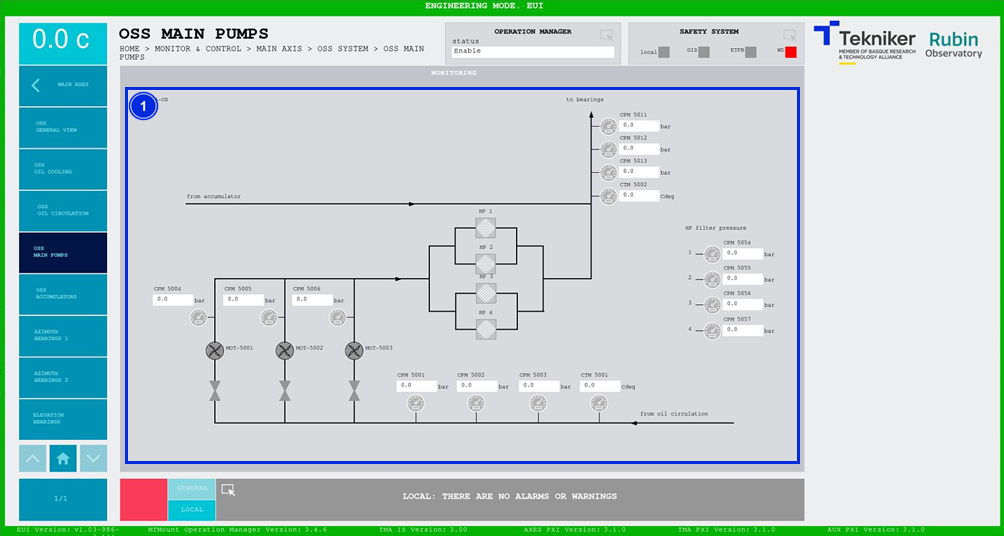 ENGINEERING MODE. EUI
0.0 c
OSS MAIN PUMPS
HOME > MONITOR & CONTROL > MAIN AXIS > OSS SYSTEM > OSS MAIN
PUMPS
OPERATION MANAGER
status
Enable
SAFETY SYSTEM
local
GIS
ETPB
WD
Tekniker
MEMBER OF BASQUE RESEARCH
& TECHNOLOGY ALLIANCE
Rubin
Observatory
MAIN AXES
OSS
GENERAL VIEW
OSS
OIL COOLING
OSS
OIL CIRCULATION
OSS
MAIN PUMPS
OSS
ACCUMULATORS
AZIMUTH
BEARINGS 1
AZIMUTH
BEARINGS 2
ELEVATION
BEARINGS
1/1
MONITORING
1
-OS
to bearings
CPM 5011
0.0 bar
CPM 5012
0.0 bar
CPM 5013
0.0 bar
CTM 5002
0.0 Cdeg
from accumulator
HP 1
HP 2
HP 3
HP 4
HP filter pressure
CPM 5054
1 0.0 bar
CPM 5055
2 0.0 bar
CPM 5056
3 0.0 bar
CPM 5057
4 0.0 bar
CPM 5004 CPM 5005 CPM 5006
0.0 bar 0.0 bar 0.0 bar
MOT-5001 MOT-5002 MOT-5003
CPM 5001 CPM 5002 CPM 5003 CTM 5001
0.0 bar 0.0 bar 0.0 bar 0.0 Cdeg
from oil circulation
GENERAL
LOCAL
LOCAL: THERE ARE NO ALARMS OR WARNINGS
EUI Version: v1.03-986-
MTMount Operation Manager Version: 3.4.6
TMA IS Version: 3.00
AXES PXI Version: 3.1.0
TMA PXI Version: 3.1.0
AUX PXI Version: 3.1.0